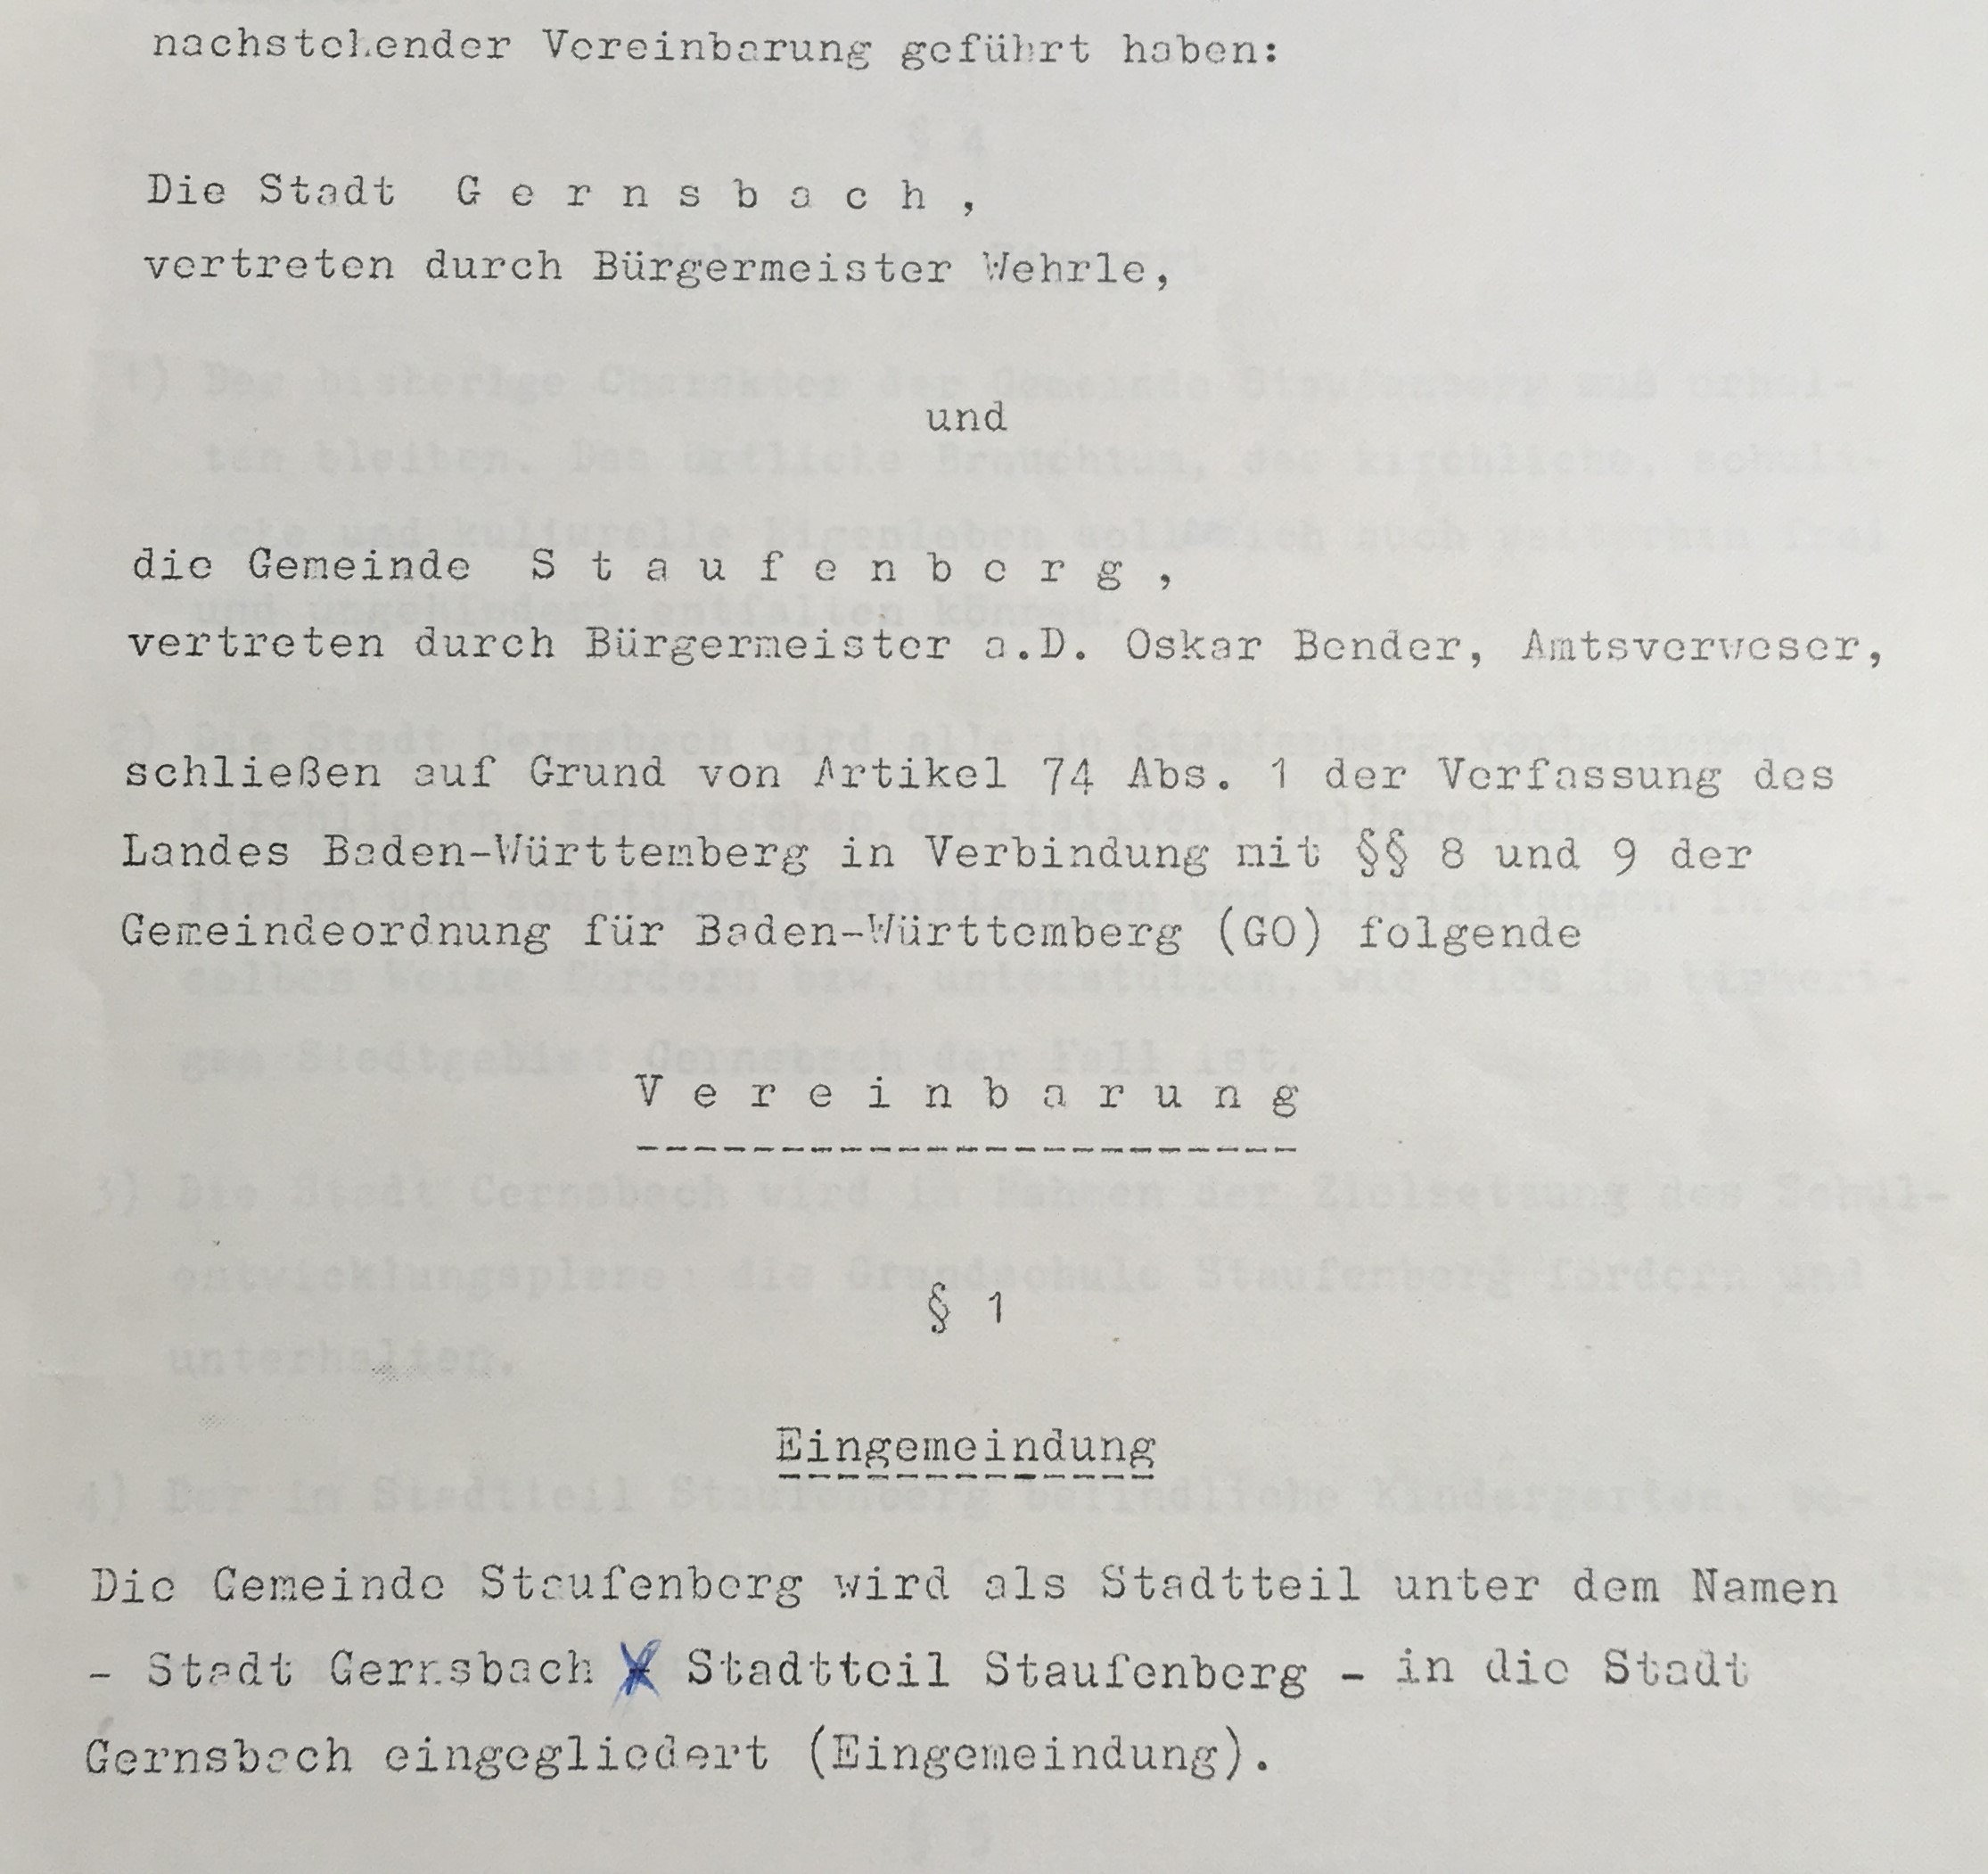 nachstehender Vereinbarung geführt haben:
Die Stadt G e r n s b a c h ,
vertreten durch Bürgermeister Wehrle,
und
die Gemeinde S t a u f e n b e r g ,
vertreten durch Bürgermeister a.D. Oskar Bender, Amtsverweser,
schließen auf Grund von Artikel 74 Abs. 1 der Verfassung des
Landes Baden-Württemberg in Verbindung mit §§ 8 und 9 der
Gemeindeordnung für Baden-Württemberg (GO) folgende
V e r e i n b a r u n g
§ 1
Eingemeindung
Die Gemeinde Staufenberg wird als Stadtteil unter dem Namen
- Stadt Gernsbach Stadtteil Staufenberg - in die Stadt
Gernsbach eingegliedert (Eingemeindung).